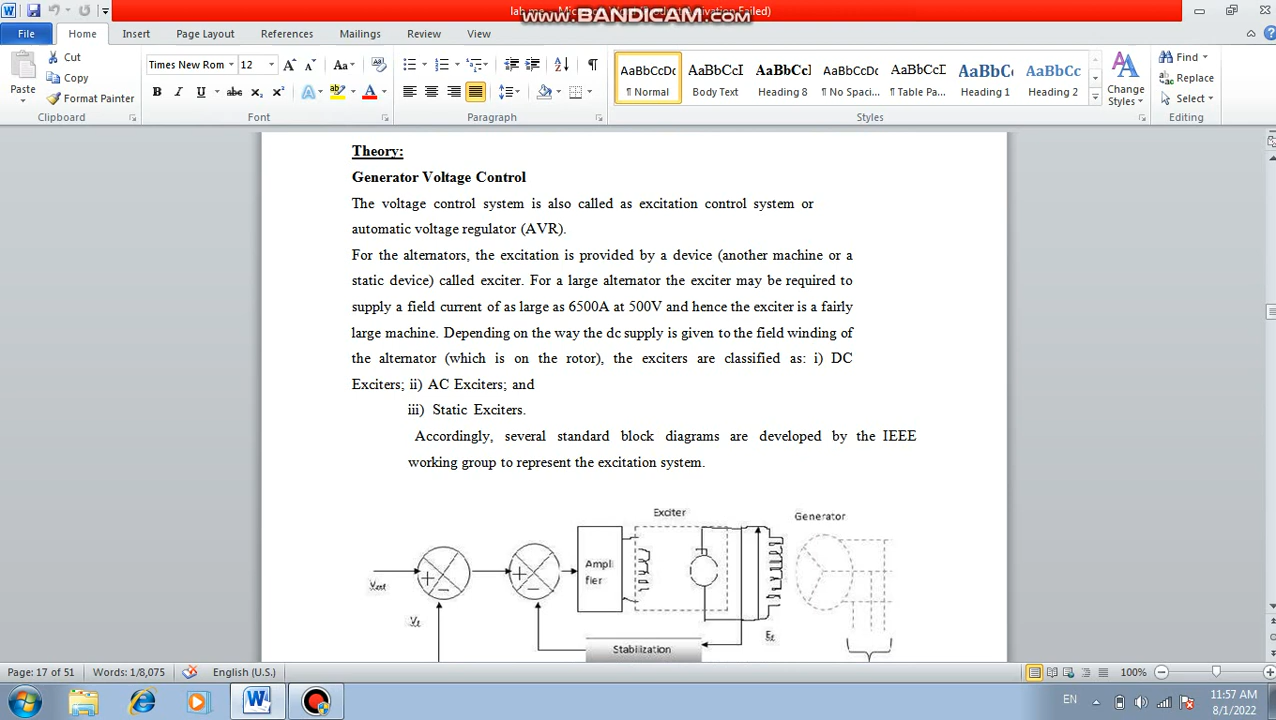 www.BANDICAM.com
File Home Insert Page Layout References Mailings Review View
Paste
Cut
Copy
Format Painter
Clipboard
Times New Rom 12
Font
Paragraph
AaBbCcDc AaBbCcI AaBbCcI AaBbCcDc AaBbCcD AaBbC AaBbCc
¶ Normal Body Text Heading 8 ¶ No Spaci... ¶ Table Pa... Heading 1 Heading 2
Styles
Change Styles
Find
Replace
Select
Editing
Theory:
Generator Voltage Control
The voltage control system is also called as excitation control system or
automatic voltage regulator (AVR).
For the alternators, the excitation is provided by a device (another machine or a
static device) called exciter. For a large alternator the exciter may be required to
supply a field current of as large as 6500A at 500V and hence the exciter is a fairly
large machine. Depending on the way the dc supply is given to the field winding of
the alternator (which is on the rotor), the exciters are classified as: i) DC
Exciters; ii) AC Exciters; and
iii) Static Exciters.
Accordingly, several standard block diagrams are developed by the IEEE
working group to represent the excitation system.
Exciter
Generator
Ampli
fier
Stabilization
Page: 17 of 51 Words: 1/8,075 English (U.S.) 100%
EN
11:57 AM
8/1/2022